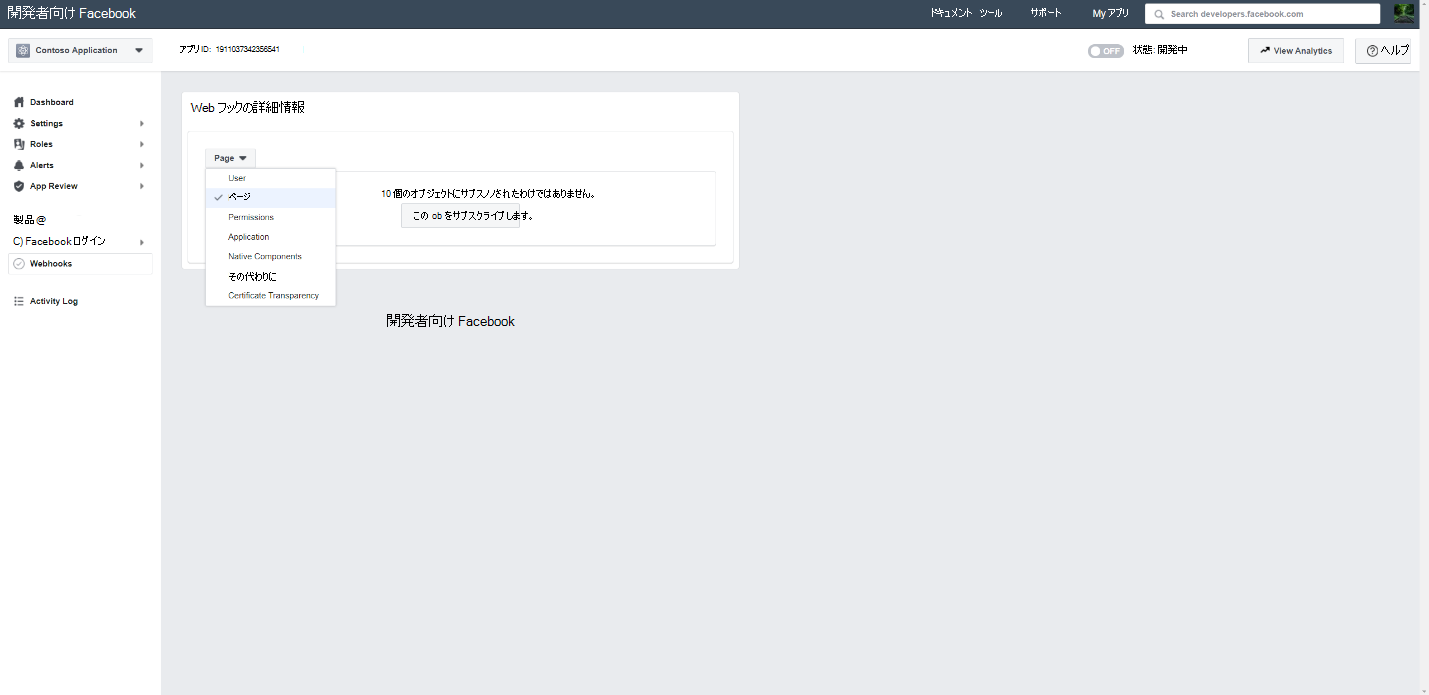 開発者向け Facebook
ドキュメント ツール サポート My アプリ Search developers.facebook.com
Contoso Application アプリ ID: 1911037342356541 OFF 状態: 開発中 View Analytics ヘルプ
Dashboard
Settings
Roles
Alerts
App Review
製品@
C) Facebook ログイン
Webhooks
Activity Log
Web フックの詳細情報
Page
User
ページ
Permissions
Application
Native Components
その代わりに
Certificate Transparency
10 個のオブジェクトにサブスノされたわけではありません。
この ob をサブスクライブします。
開発者向け Facebook